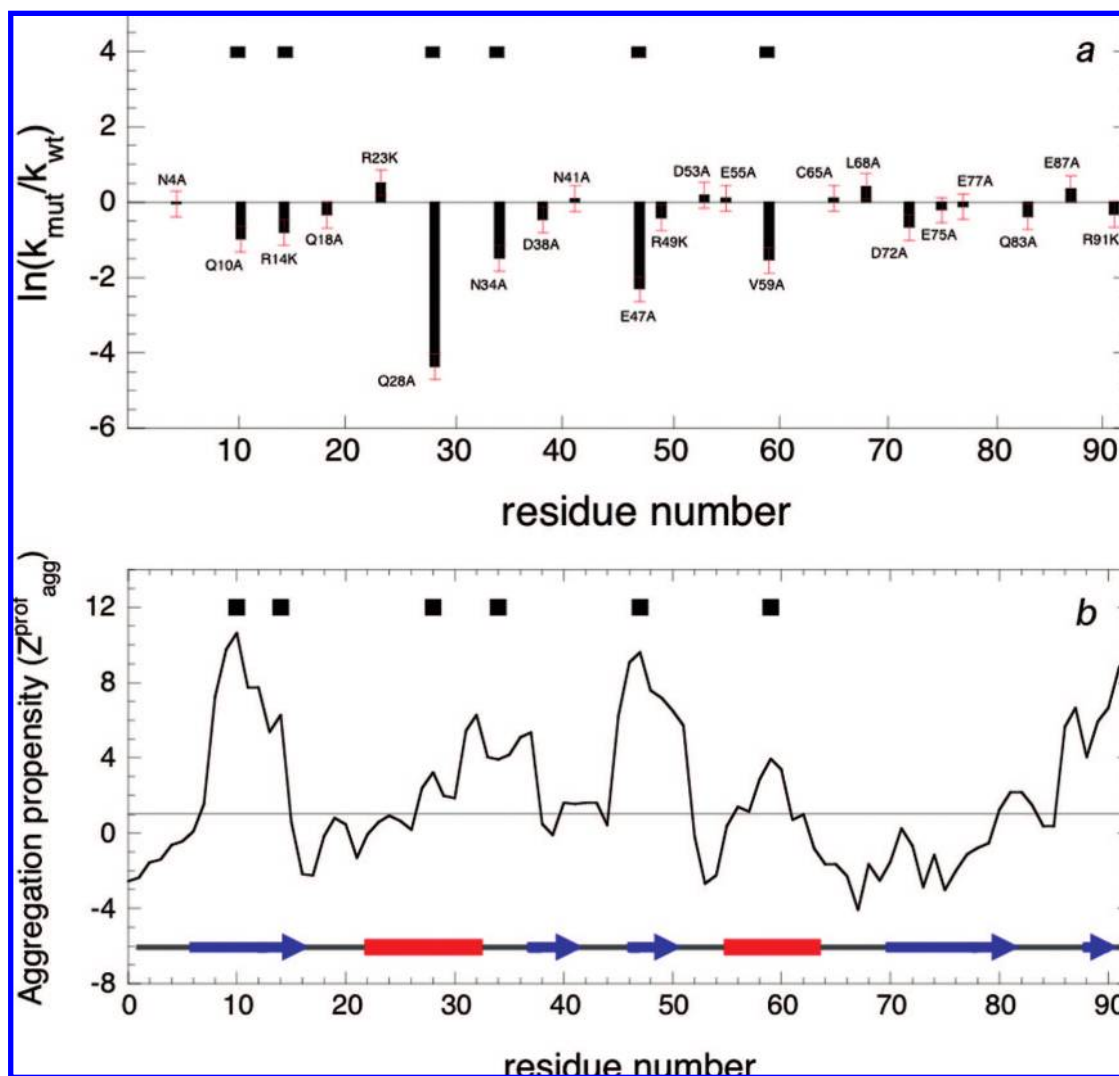 a
4
2
0
-2
-4
-6
ln(k_mut/k_wt)
N4A
Q10A
R14K
Q18A
R23K
Q28A
N34A
D38A
N41A
E47A
R49K
D53A
E55A
V59A
C65A
L68A
D72A
E75A
E77A
Q83A
E87A
R91K
10 20 30 40 50 60 70 80 90
residue number
b
12
8
4
0
-4
-8
Aggregation propensity (Z^prof_agg)
0 10 20 30 40 50 60 70 80 90
residue number